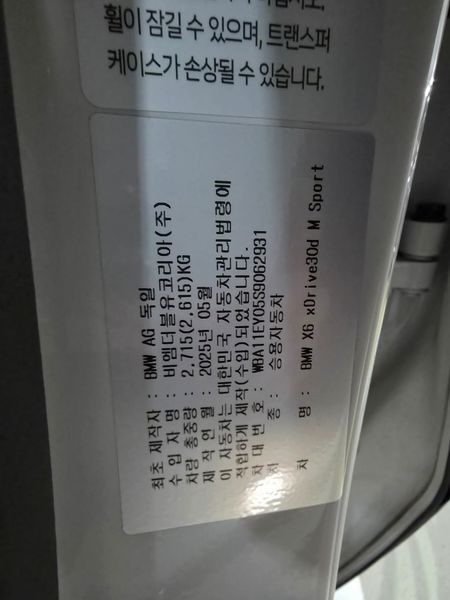 휠이 잠길 수 있으며, 트랜스퍼
케이스가 손상될 수 있습니다.
최초 제작자 : BMW AG 독일
수 입 자 명 : 비엠더블유코리아(주)
차량 총중량 : 2,715(2,615)KG
제 작 연 월 : 2025년 05월
이 자동차는 대한민국 자동차관리법령에
적합하게 제작(수입)되었습니다.
차 대 번 호 : WBA11EY05S9062931
차 종 : 승용자동차
차 명 : BMW X6 xDrive30d M Sport